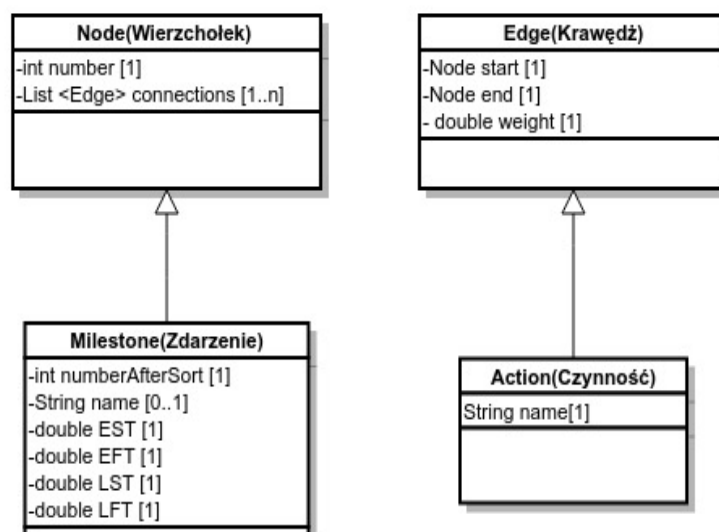 Node(Wierzchołek)
-int number [1]
-List <Edge> connections [1..n]
Edge(Krawędź)
-Node start [1]
-Node end [1]
- double weight [1]
Milestone(Zdarzenie)
-int numberAfterSort [1]
-String name [0..1]
-double EST [1]
-double EFT [1]
-double LST [1]
-double LFT [1]
Action(Czynność)
String name[1]